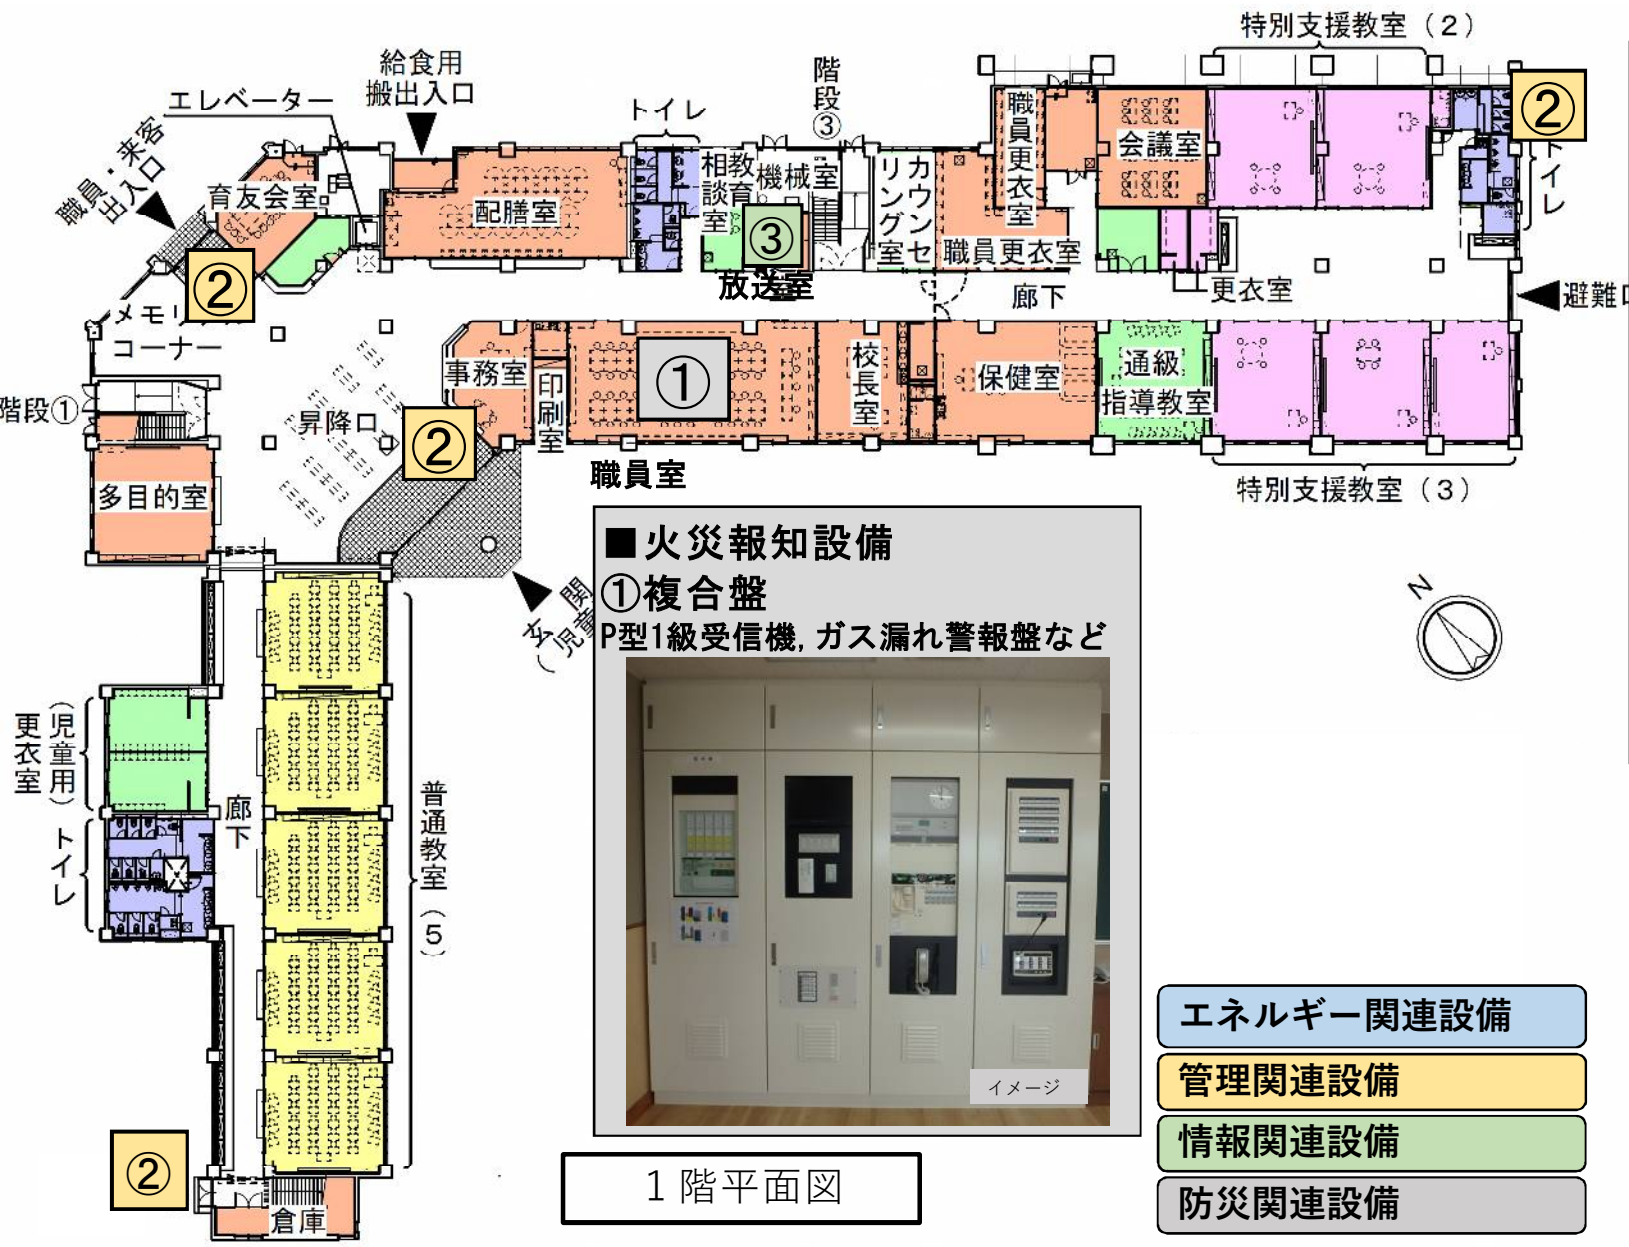 特別支援教室（2）
給食用
搬出入口
階段③
エレベーター
トイレ
職員・来客
出入口
職員更衣室
会議室
②
トイレ
育友会室
配膳室
教育
相談室
機械室
③
カウンセ
リング室
職員更衣室
放送室
②
廊下
更衣室
避難口
コーナー
事務室
印刷室
①
校長室
保健室
通級
指導教室
階段①
昇降口
②
職員室
特別支援教室（3）
多目的室
■火災報知設備
①複合盤
P型1級受信機,ガス漏れ警報盤など
イメージ
N
更衣室
（児童用）
トイレ
廊下
普通教室（5）
②
倉庫
1階平面図
エネルギー関連設備
管理関連設備
情報関連設備
防災関連設備